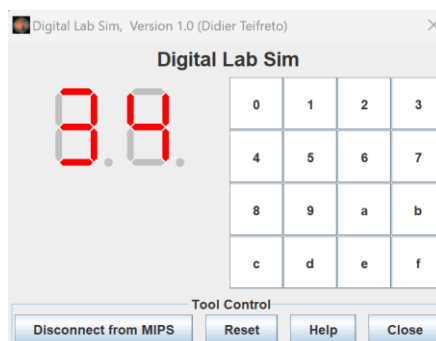 Digital Lab Sim, Version 1.0 (Didier Teifreto)
Digital Lab Sim
34
0 1 2 3
4 5 6 7
8 9 a b
c d e f
Tool Control
Disconnect from MIPS Reset Help Close